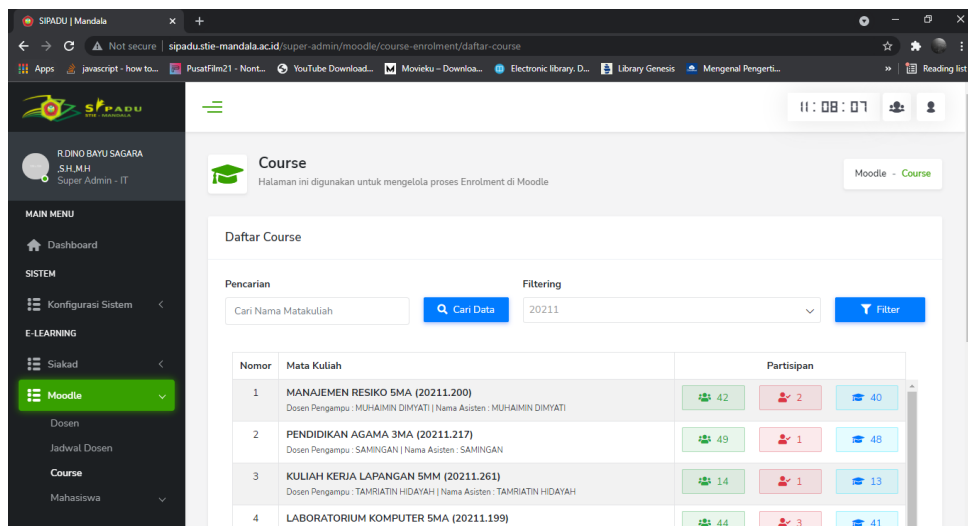 SIPADU | Mandala
Not secure | sipadu.stie-mandala.ac.id/super-admin/moodle/course-enrolment/daftar-course
Apps javascript - how to... PusatFilm21 - Nont... YouTube Download... Movieku – Downloa... Electronic library. D... Library Genesis Mengenal Pengerti... » Reading list
SIPADU
STIE - MANDALA
11:08:07
R.DINO BAYU SAGARA
,S.H.,M.H
Super Admin - IT
Course
Halaman ini digunakan untuk mengelola proses Enrolment di Moodle
Moodle - Course
MAIN MENU
Dashboard
SISTEM
Konfigurasi Sistem
E-LEARNING
Siakad
Moodle
Dosen
Jadwal Dosen
Course
Mahasiswa
Daftar Course
Pencarian Filtering
Cari Nama Matakuliah Cari Data 20211 Filter
Nomor Mata Kuliah Partisipan
1 MANAJEMEN RESIKO 5MA (20211.200) 42 2 40
Dosen Pengampu : MUHAIMIN DIMYATI | Nama Asisten : MUHAIMIN DIMYATI
2 PENDIDIKAN AGAMA 3MA (20211.217) 49 1 48
Dosen Pengampu : SAMINGAN | Nama Asisten : SAMINGAN
3 KULIAH KERJA LAPANGAN 5MM (20211.261) 14 1 13
Dosen Pengampu : TAMRIATIN HIDAYAH | Nama Asisten : TAMRIATIN HIDAYAH
4 LABORATORIUM KOMPUTER 5MA (20211.199) 44 3 41